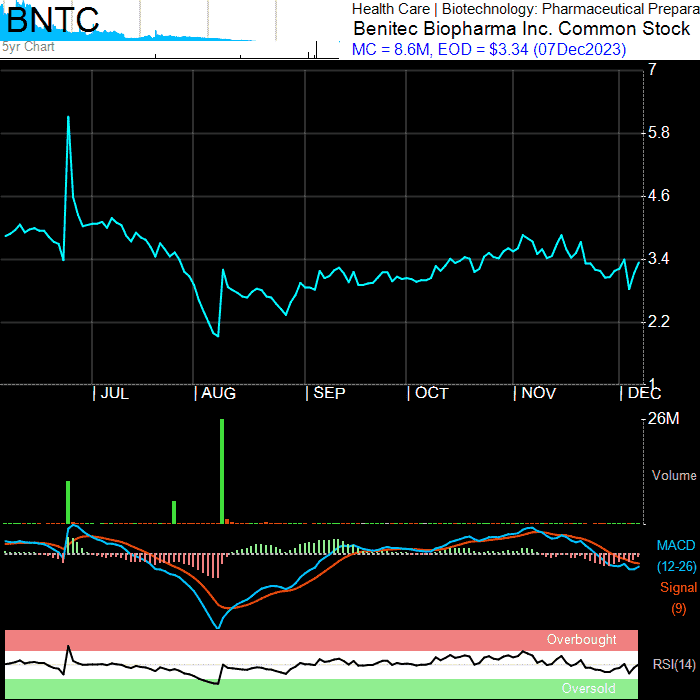 BNTC
5yr Chart
Health Care | Biotechnology: Pharmaceutical Prepara
Benitec Biopharma Inc. Common Stock
MC = 8.6M, EOD = $3.34 (07Dec2023)
7
5.8
4.6
3.4
2.2
1
JUL
AUG
SEP
OCT
NOV
DEC
26M
Volume
MACD
(12-26)
Signal
(9)
Overbought
RSI(14)
Oversold